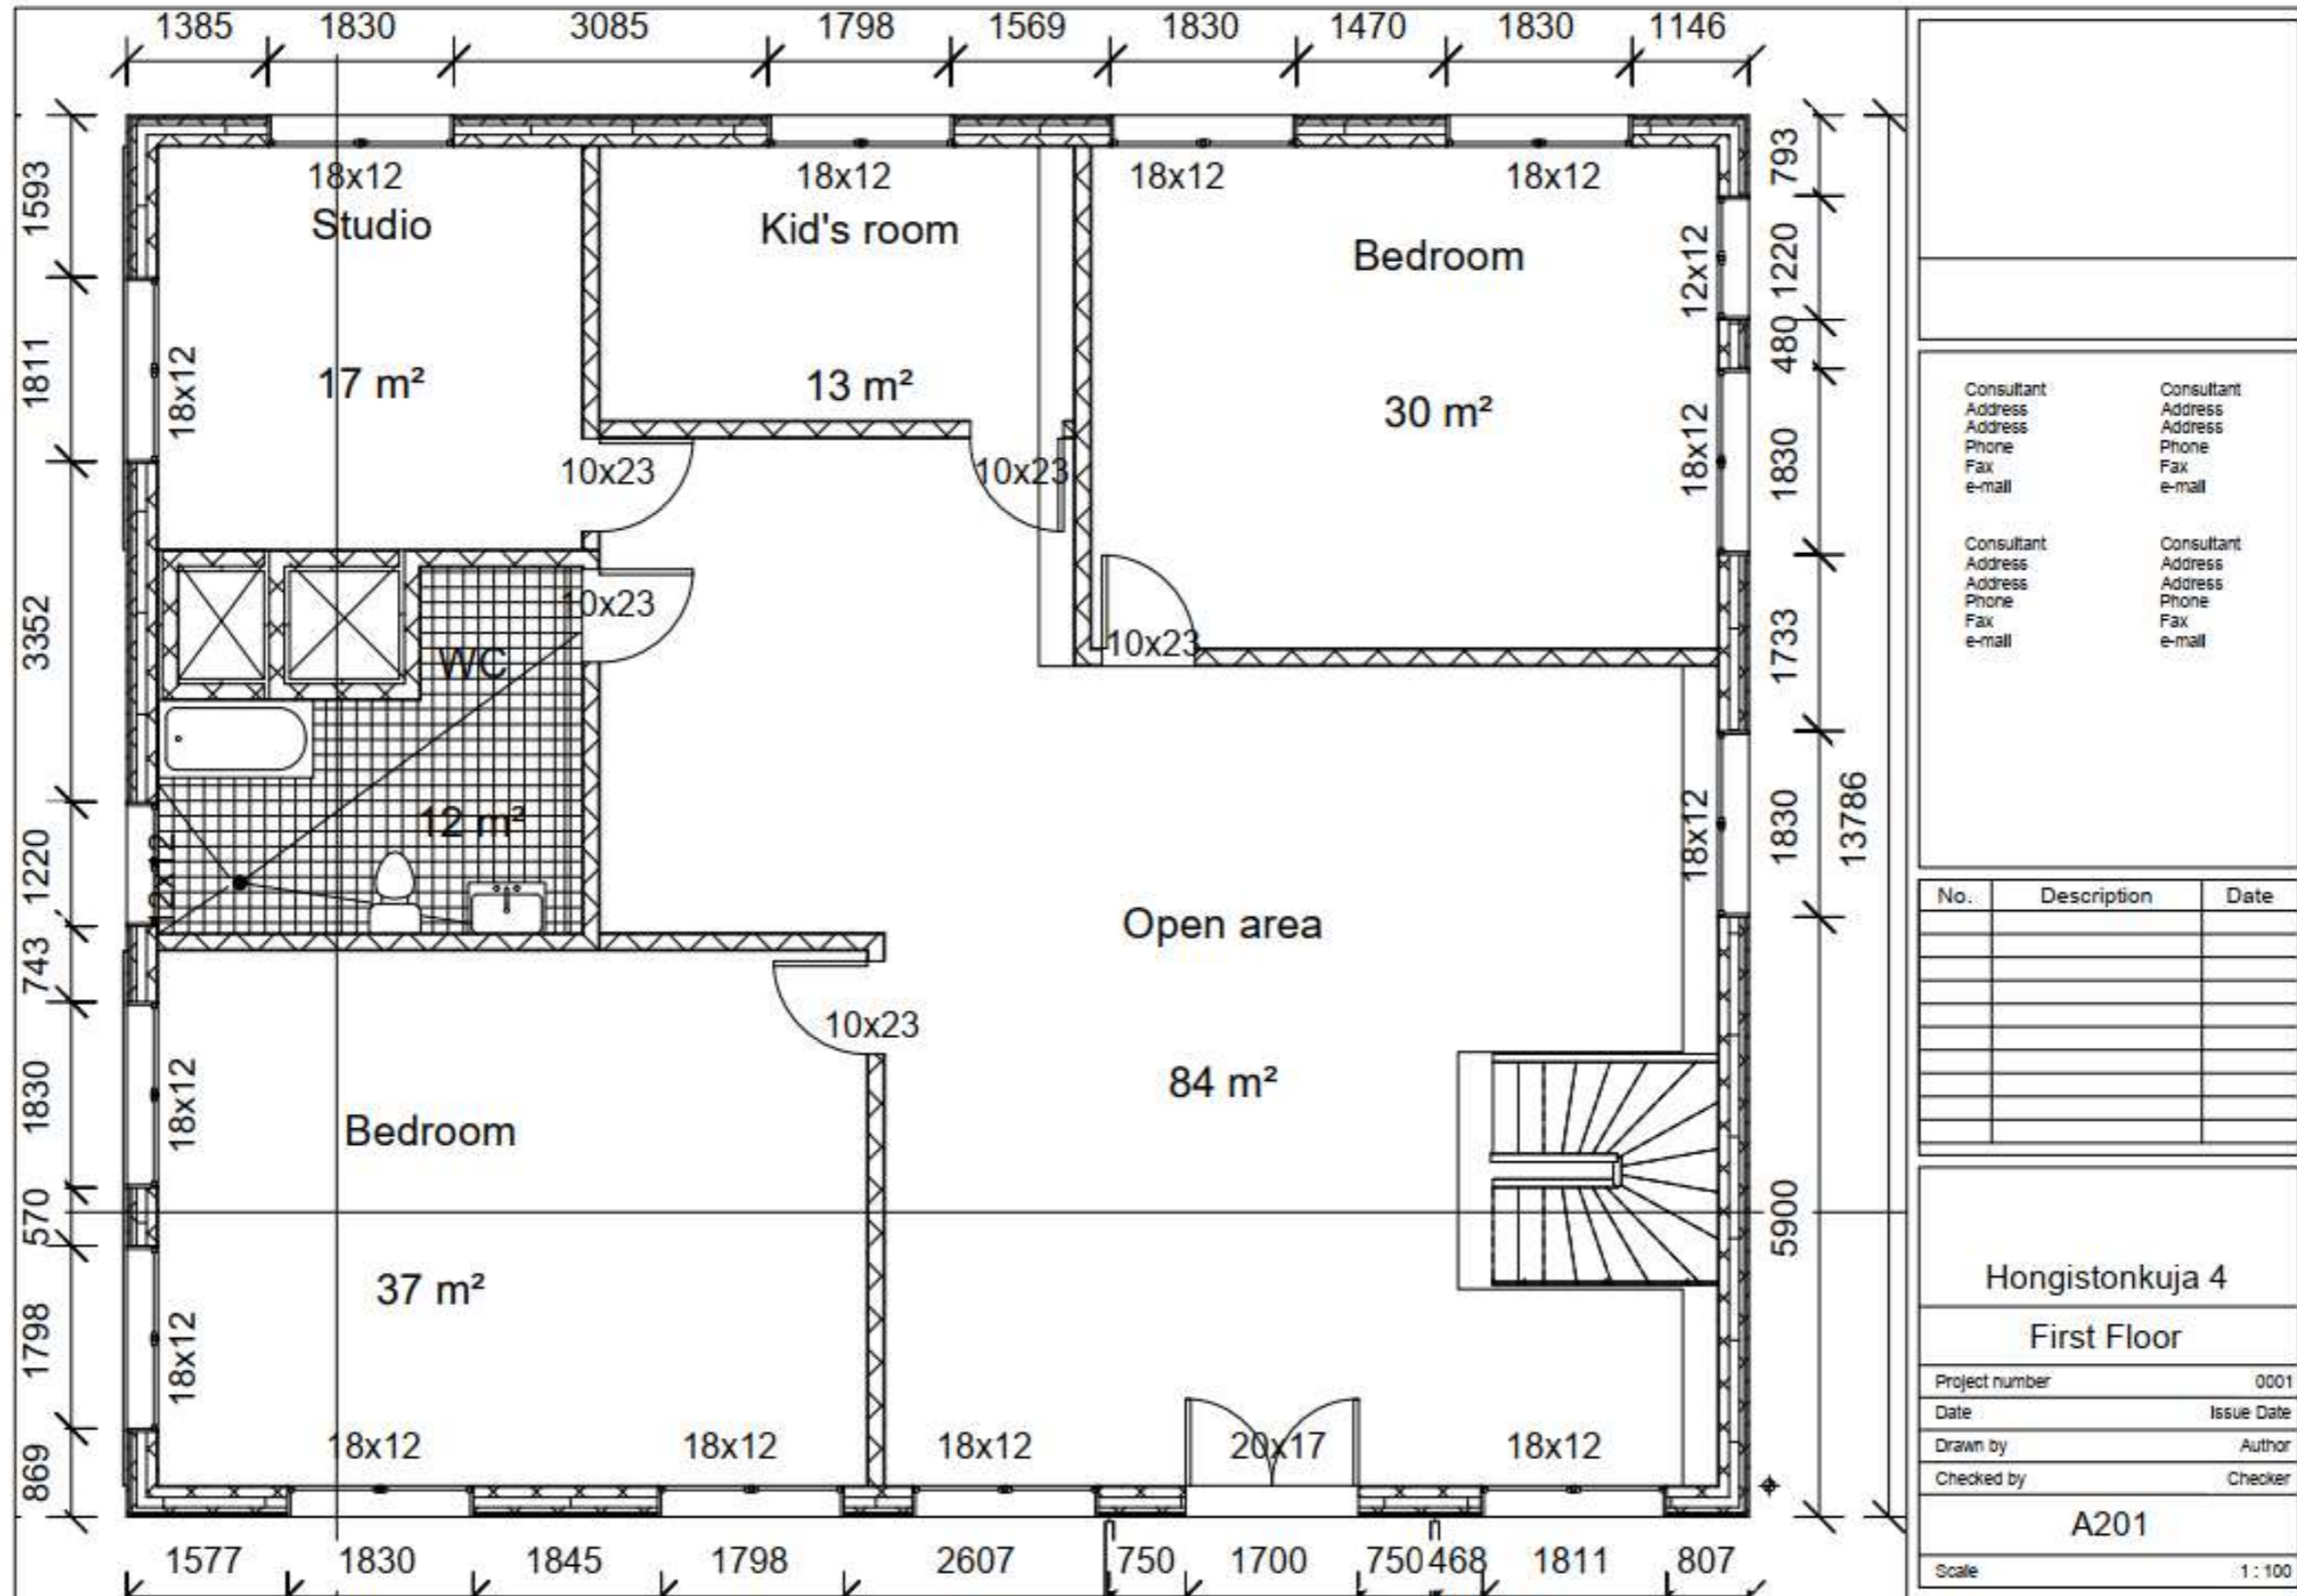 1385 1830 3085 1798 1569 1830 1470 1830 1146
1593
1811
3352
1220
743
1830
570
1798
869
18x12 18x12 18x12 18x12
Studio Kid's room Bedroom
17 m² 13 m² 30 m²
18x12
12x12
18x12
10x23 10x23
10x23 10x23
WC
12 m²
12x12
18x12
Open area
10x23
84 m²
Bedroom
37 m²
18x12
18x12
18x12 18x12 18x12 20x17 18x12
793
1220
480
1830
1733
1830
5900
13786
1577 1830 1845 1798 2607 750 1700 750 468 1811 807
Consultant Consultant
Address Address
Address Address
Phone Phone
Fax Fax
e-mail e-mail
Consultant Consultant
Address Address
Address Address
Phone Phone
Fax Fax
e-mail e-mail
No. Description Date
Hongistonkuja 4
First Floor
Project number 0001
Date Issue Date
Drawn by Author
Checked by Checker
A201
Scale 1 : 100